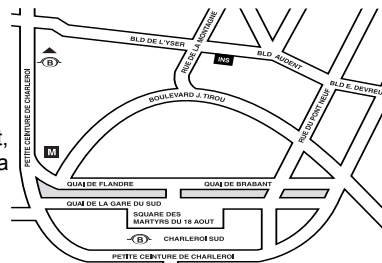 BLD DE L'YSER
RUE DE LA MONTAGNE
INS
BLD AUDENT
BLD E. DEVREU
B
PETITE CEINTURE DE CHARLEROI
BOULEVARD J. TIROU
RUE DU PONT NEUF
t,
a
M
QUAI DE FLANDRE
QUAI DE BRABANT
QUAI DE LA GARE DU SUD
SQUARE DES
MARTYRS DU 18 AOUT
B
CHARLEROI SUD
PETITE CEINTURE DE CHARLEROI